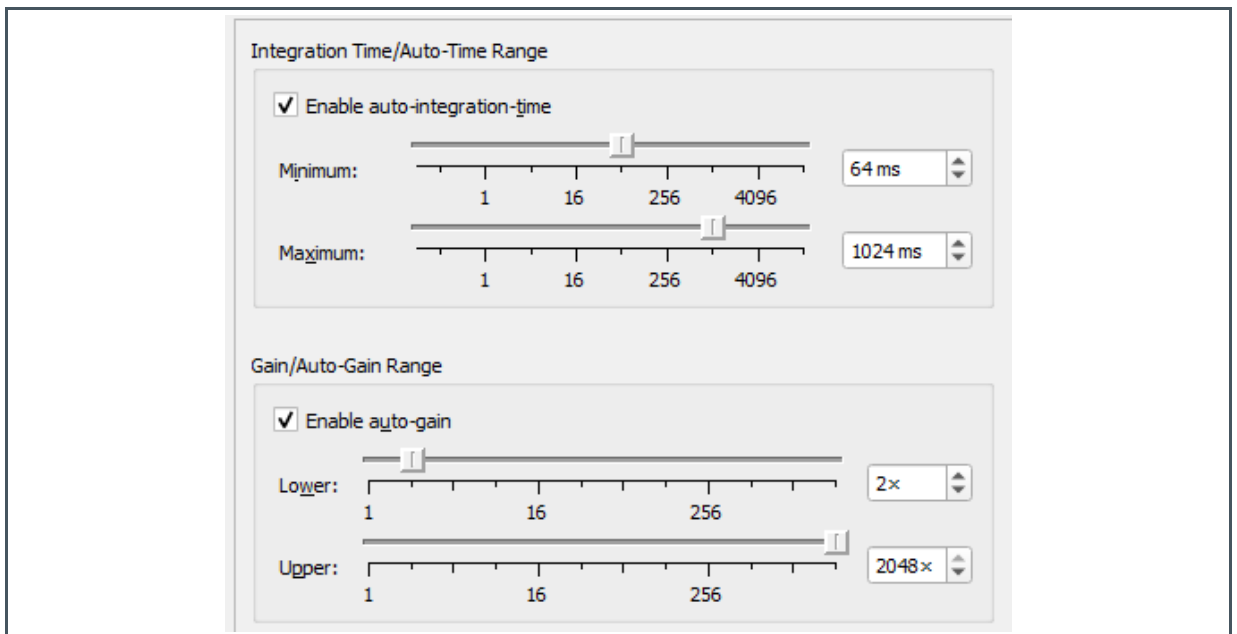 Integration Time/Auto-Time Range
Enable auto-integration-time
Minimum: 64 ms
1 16 256 4096
Maximum: 1024 ms
1 16 256 4096
Gain/Auto-Gain Range
Enable auto-gain
Lower: 2×
1 16 256
Upper: 2048×
1 16 256